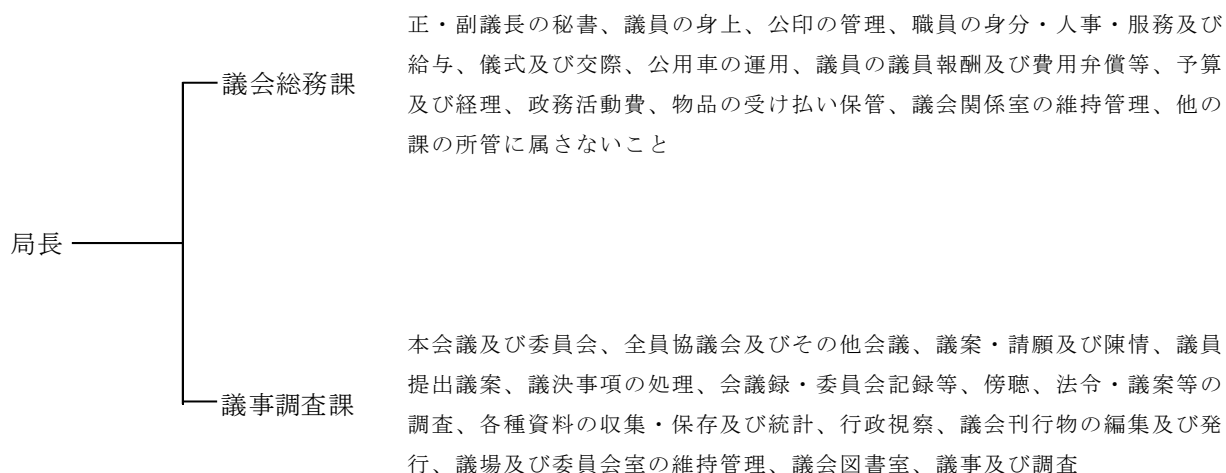 正・副議長の秘書、議員の身上、公印の管理、職員の身分・人事・服務及び
給与、儀式及び交際、公用車の運用、議員の議員報酬及び費用弁償等、予算
及び経理、政務活動費、物品の受け払い保管、議会関係室の維持管理、他の
課の所管に属さないこと
議会総務課
局長
本会議及び委員会、全員協議会及びその他会議、議案・請願及び陳情、議員
提出議案、議決事項の処理、会議録・委員会記録等、傍聴、法令・議案等の
調査、各種資料の収集・保存及び統計、行政視察、議会刊行物の編集及び発
行、議場及び委員会室の維持管理、議会図書室、議事及び調査
議事調査課